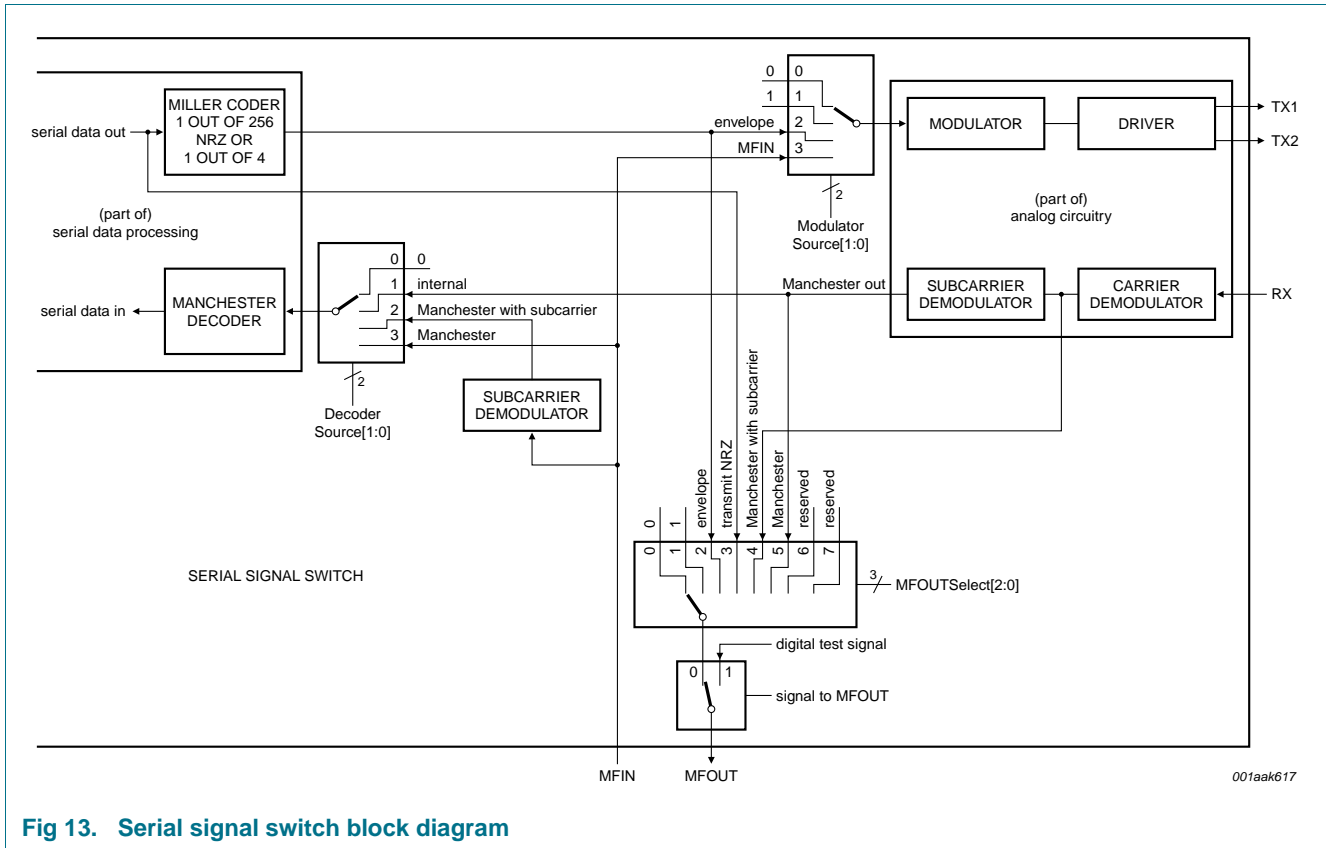 MILLER CODER
1 OUT OF 256
NRZ OR
1 OUT OF 4
serial data out
(part of)
serial data processing
serial data in
MANCHESTER
DECODER
0
0
1
internal
2
Manchester with subcarrier
3
Manchester
2
Decoder
Source[1:0]
SUBCARRIER
DEMODULATOR
0
0
1
1
envelope
2
MFIN
3
2
Modulator
Source[1:0]
MODULATOR
DRIVER
TX1
TX2
(part of)
analog circuitry
Manchester out
SUBCARRIER
DEMODULATOR
CARRIER
DEMODULATOR
RX
0
1
envelope
transmit NRZ
Manchester with subcarrier
Manchester
reserved
reserved
0
1
2
3
4
5
6
7
3
MFOUTSelect[2:0]
SERIAL SIGNAL SWITCH
digital test signal
0
1
signal to MFOUT
MFIN
MFOUT
001aak617
Fig 13. Serial signal switch block diagram